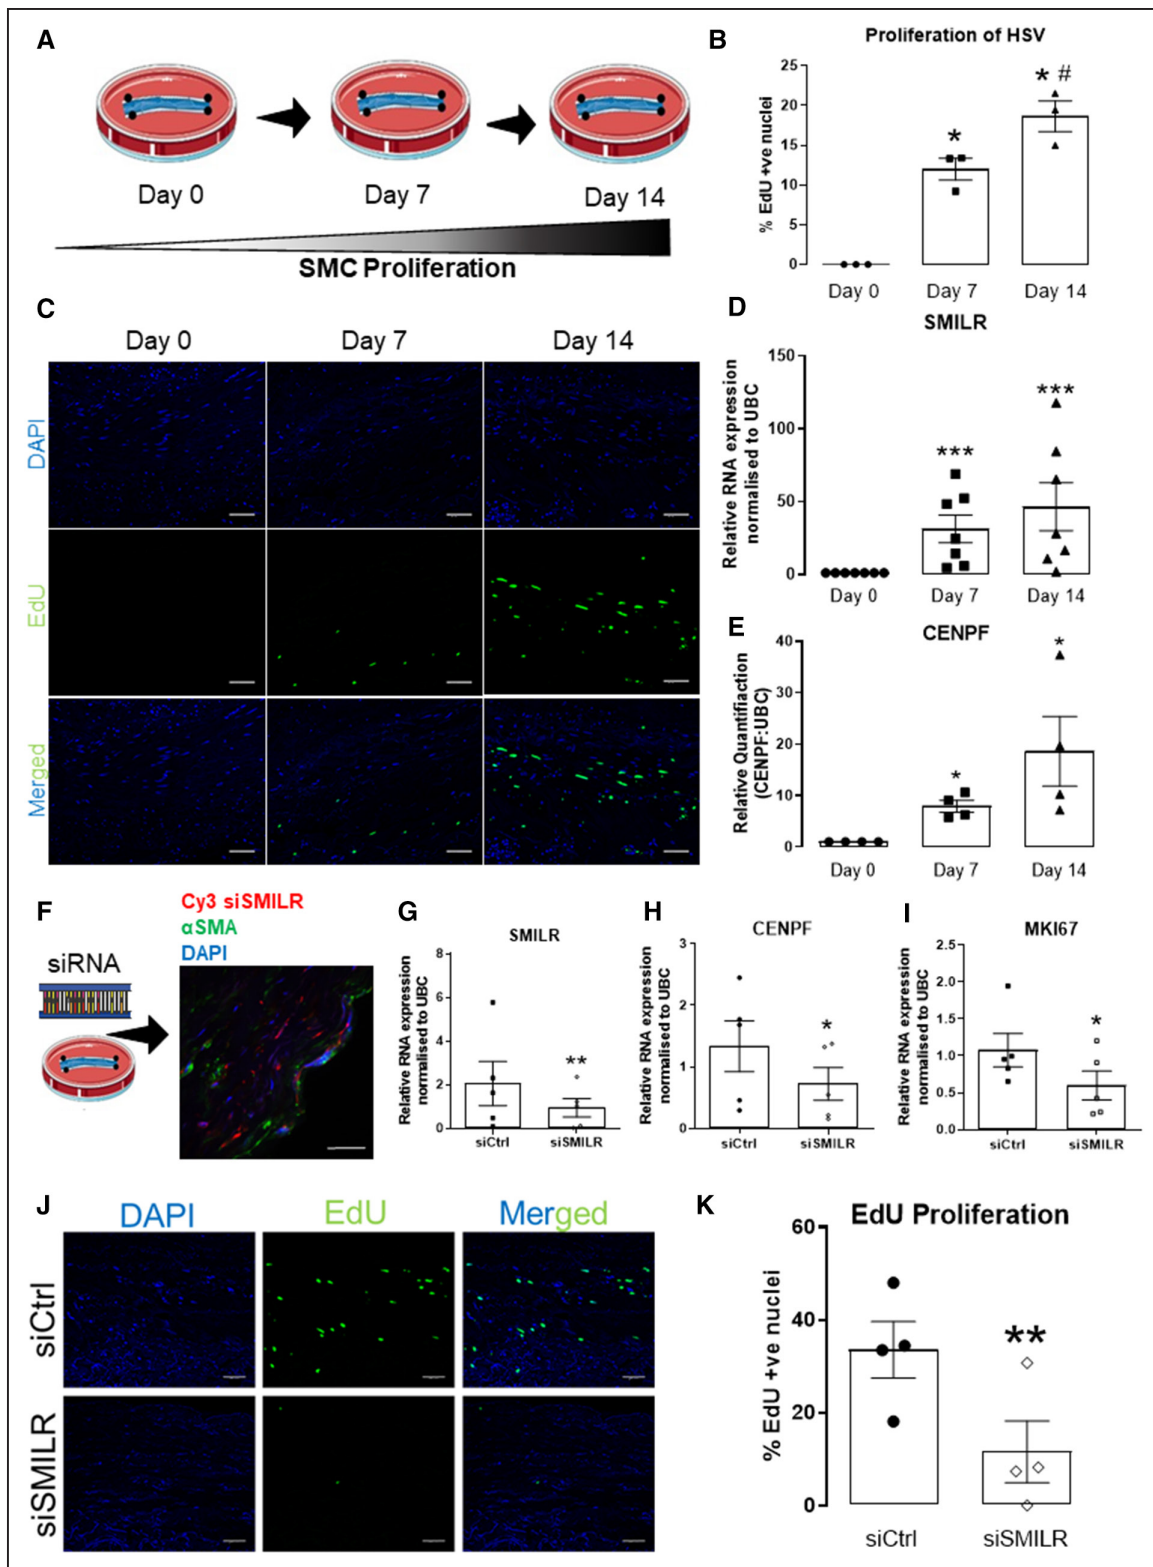 A
Day 0
Day 7
Day 14
SMC Proliferation
B
Proliferation of HSV
% EdU +ve nuclei
25
20
15
10
5
0
*
* #
Day 0
Day 7
Day 14
C
Day 0
Day 7
Day 14
DAPI
EdU
Merged
D
SMILR
Relative RNA expression
normalised to UBC
150
100
50
0
***
***
Day 0
Day 7
Day 14
E
CENPF
Relative Quantifiaction
(CENPF:UBC)
40
30
20
10
0
*
*
Day 0
Day 7
Day 14
F
siRNA
Cy3 siSMILR
αSMA
DAPI
G
SMILR
Relative RNA expression
normalised to UBC
8
6
4
2
0
**
siCtrl
siSMILR
H
CENPF
Relative RNA expression
normalised to UBC
3
2
1
0
*
siCtrl
siSMILR
I
MKI67
Relative RNA expression
normalised to UBC
2.5
2.0
1.5
1.0
0.5
0.0
*
siCtrl
siSMILR
J
DAPI
EdU
Merged
siCtrl
siSMILR
K
EdU Proliferation
% EdU +ve nuclei
60
40
20
0
**
siCtrl
siSMILR